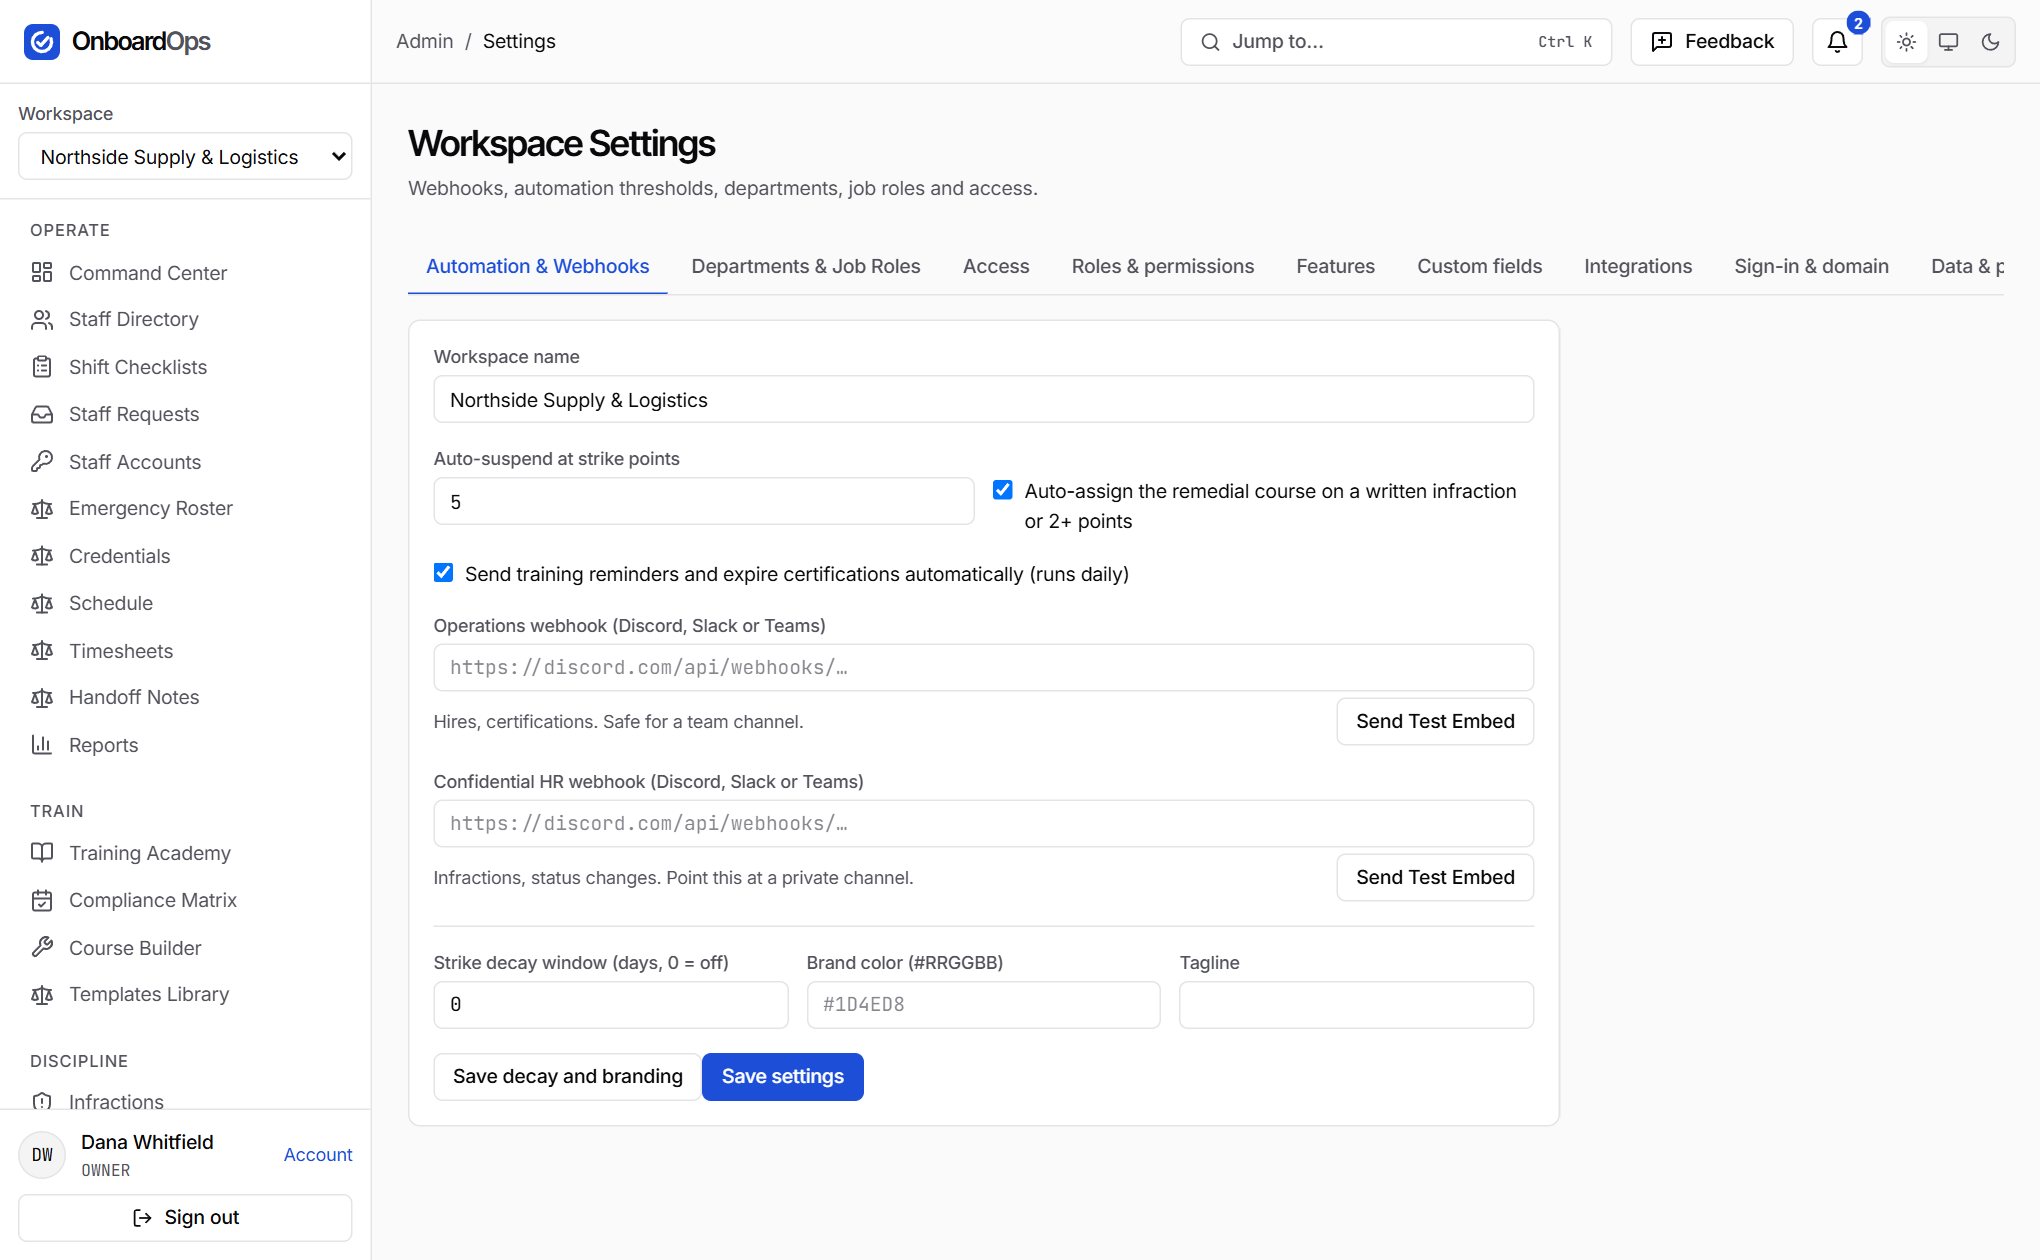 OnboardOps
Admin / Settings
Jump to...
Ctrl K
Feedback
2
Workspace
Northside Supply & Logistics
OPERATE
Command Center
Staff Directory
Shift Checklists
Staff Requests
Staff Accounts
Emergency Roster
Credentials
Schedule
Timesheets
Handoff Notes
Reports
TRAIN
Training Academy
Compliance Matrix
Course Builder
Templates Library
DISCIPLINE
Infractions
DW
Dana Whitfield
OWNER
Account
Sign out
Workspace Settings
Webhooks, automation thresholds, departments, job roles and access.
Automation & Webhooks
Departments & Job Roles
Access
Roles & permissions
Features
Custom fields
Integrations
Sign-in & domain
Data & p
Workspace name
Northside Supply & Logistics
Auto-suspend at strike points
5
Auto-assign the remedial course on a written infraction
or 2+ points
Send training reminders and expire certifications automatically (runs daily)
Operations webhook (Discord, Slack or Teams)
https://discord.com/api/webhooks/…
Hires, certifications. Safe for a team channel.
Send Test Embed
Confidential HR webhook (Discord, Slack or Teams)
https://discord.com/api/webhooks/…
Infractions, status changes. Point this at a private channel.
Send Test Embed
Strike decay window (days, 0 = off)
0
Brand color (#RRGGBB)
#1D4ED8
Tagline
Save decay and branding
Save settings